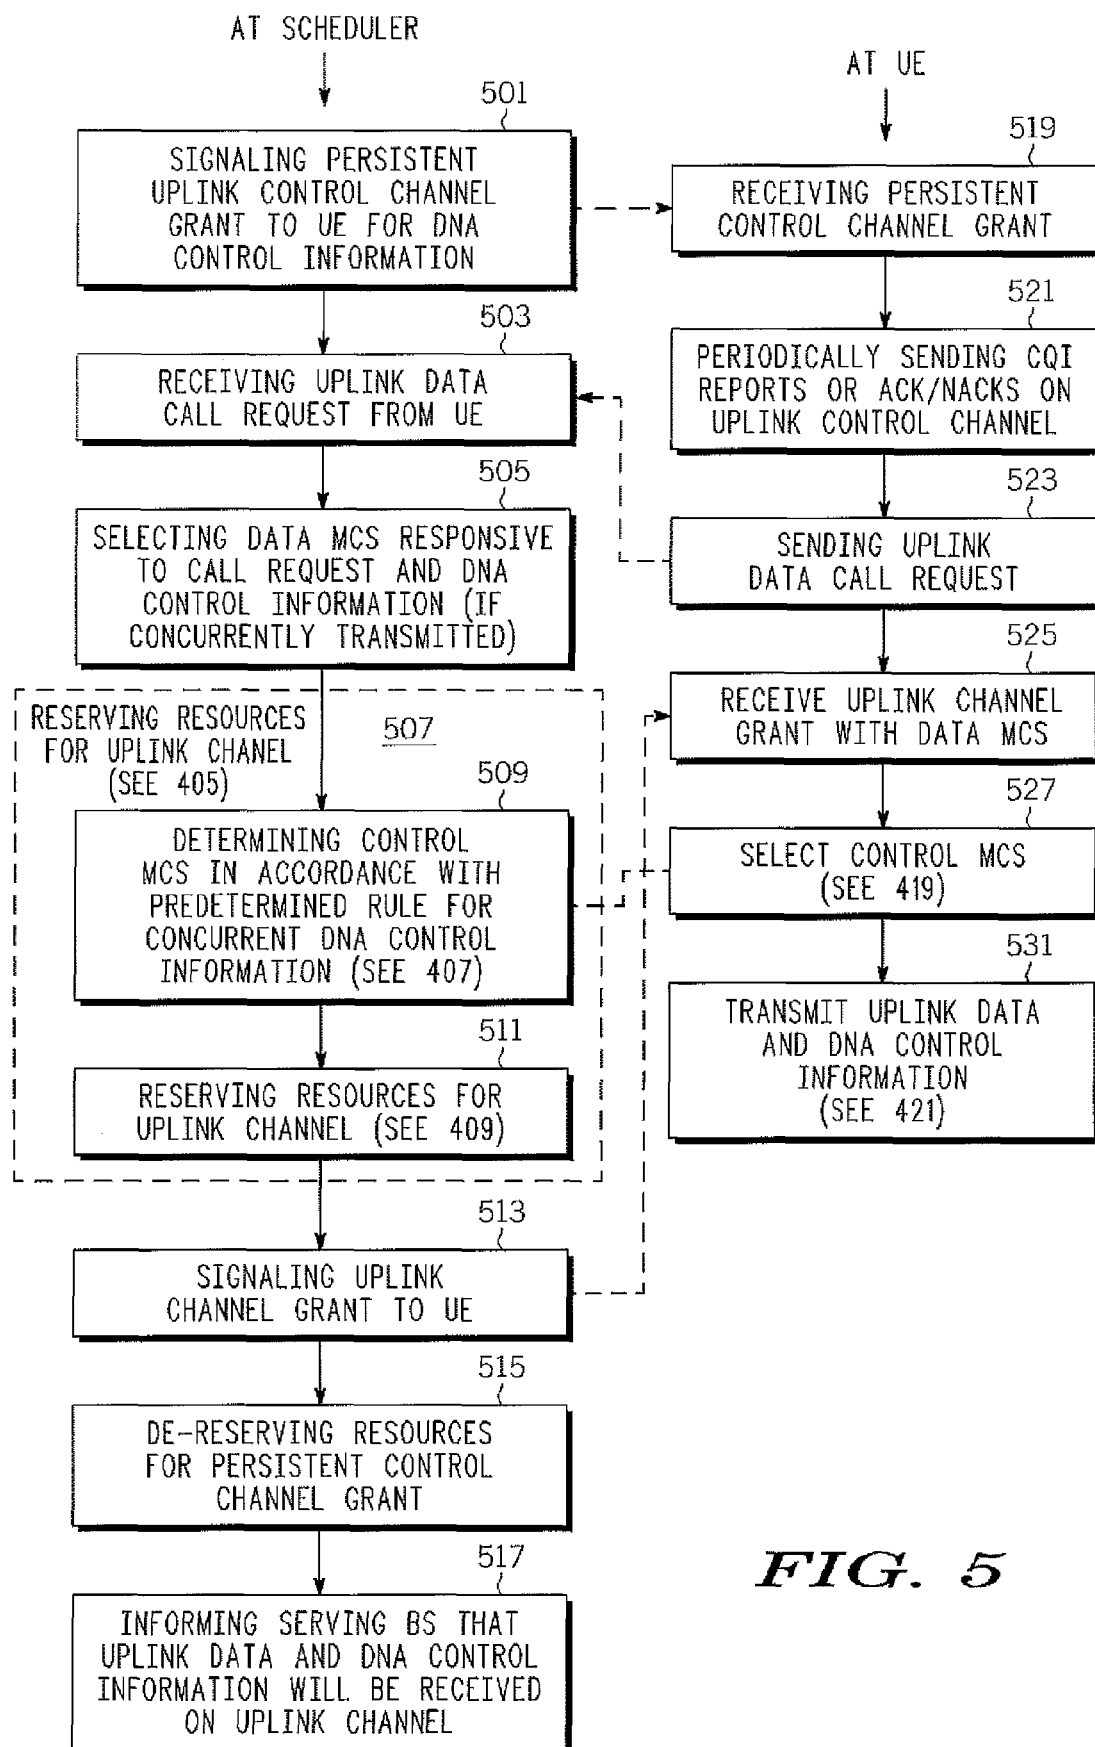 AT SCHEDULER
501
SIGNALING PERSISTENT
UPLINK CONTROL CHANNEL
GRANT TO UE FOR DNA
CONTROL INFORMATION
503
RECEIVING UPLINK DATA
CALL REQUEST FROM UE
505
SELECTING DATA MCS RESPONSIVE
TO CALL REQUEST AND DNA
CONTROL INFORMATION (IF
CONCURRENTLY TRANSMITTED)
RESERVING RESOURCES
FOR UPLINK CHANEL
(SEE 405)
507
509
DETERMINING CONTROL
MCS IN ACCORDANCE WITH
PREDETERMINED RULE FOR
CONCURRENT DNA CONTROL
INFORMATION (SEE 407)
511
RESERVING RESOURCES FOR
UPLINK CHANNEL (SEE 409)
513
SIGNALING UPLINK
CHANNEL GRANT TO UE
515
DE-RESERVING RESOURCES
FOR PERSISTENT CONTROL
CHANNEL GRANT
517
INFORMING SERVING BS THAT
UPLINK DATA AND DNA CONTROL
INFORMATION WILL BE RECEIVED
ON UPLINK CHANNEL
AT UE
519
RECEIVING PERSISTENT
CONTROL CHANNEL GRANT
521
PERIODICALLY SENDING CQI
REPORTS OR ACK/NACKS ON
UPLINK CONTROL CHANNEL
523
SENDING UPLINK
DATA CALL REQUEST
525
RECEIVE UPLINK CHANNEL
GRANT WITH DATA MCS
527
SELECT CONTROL MCS
(SEE 419)
531
TRANSMIT UPLINK DATA
AND DNA CONTROL
INFORMATION
(SEE 421)
FIG. 5